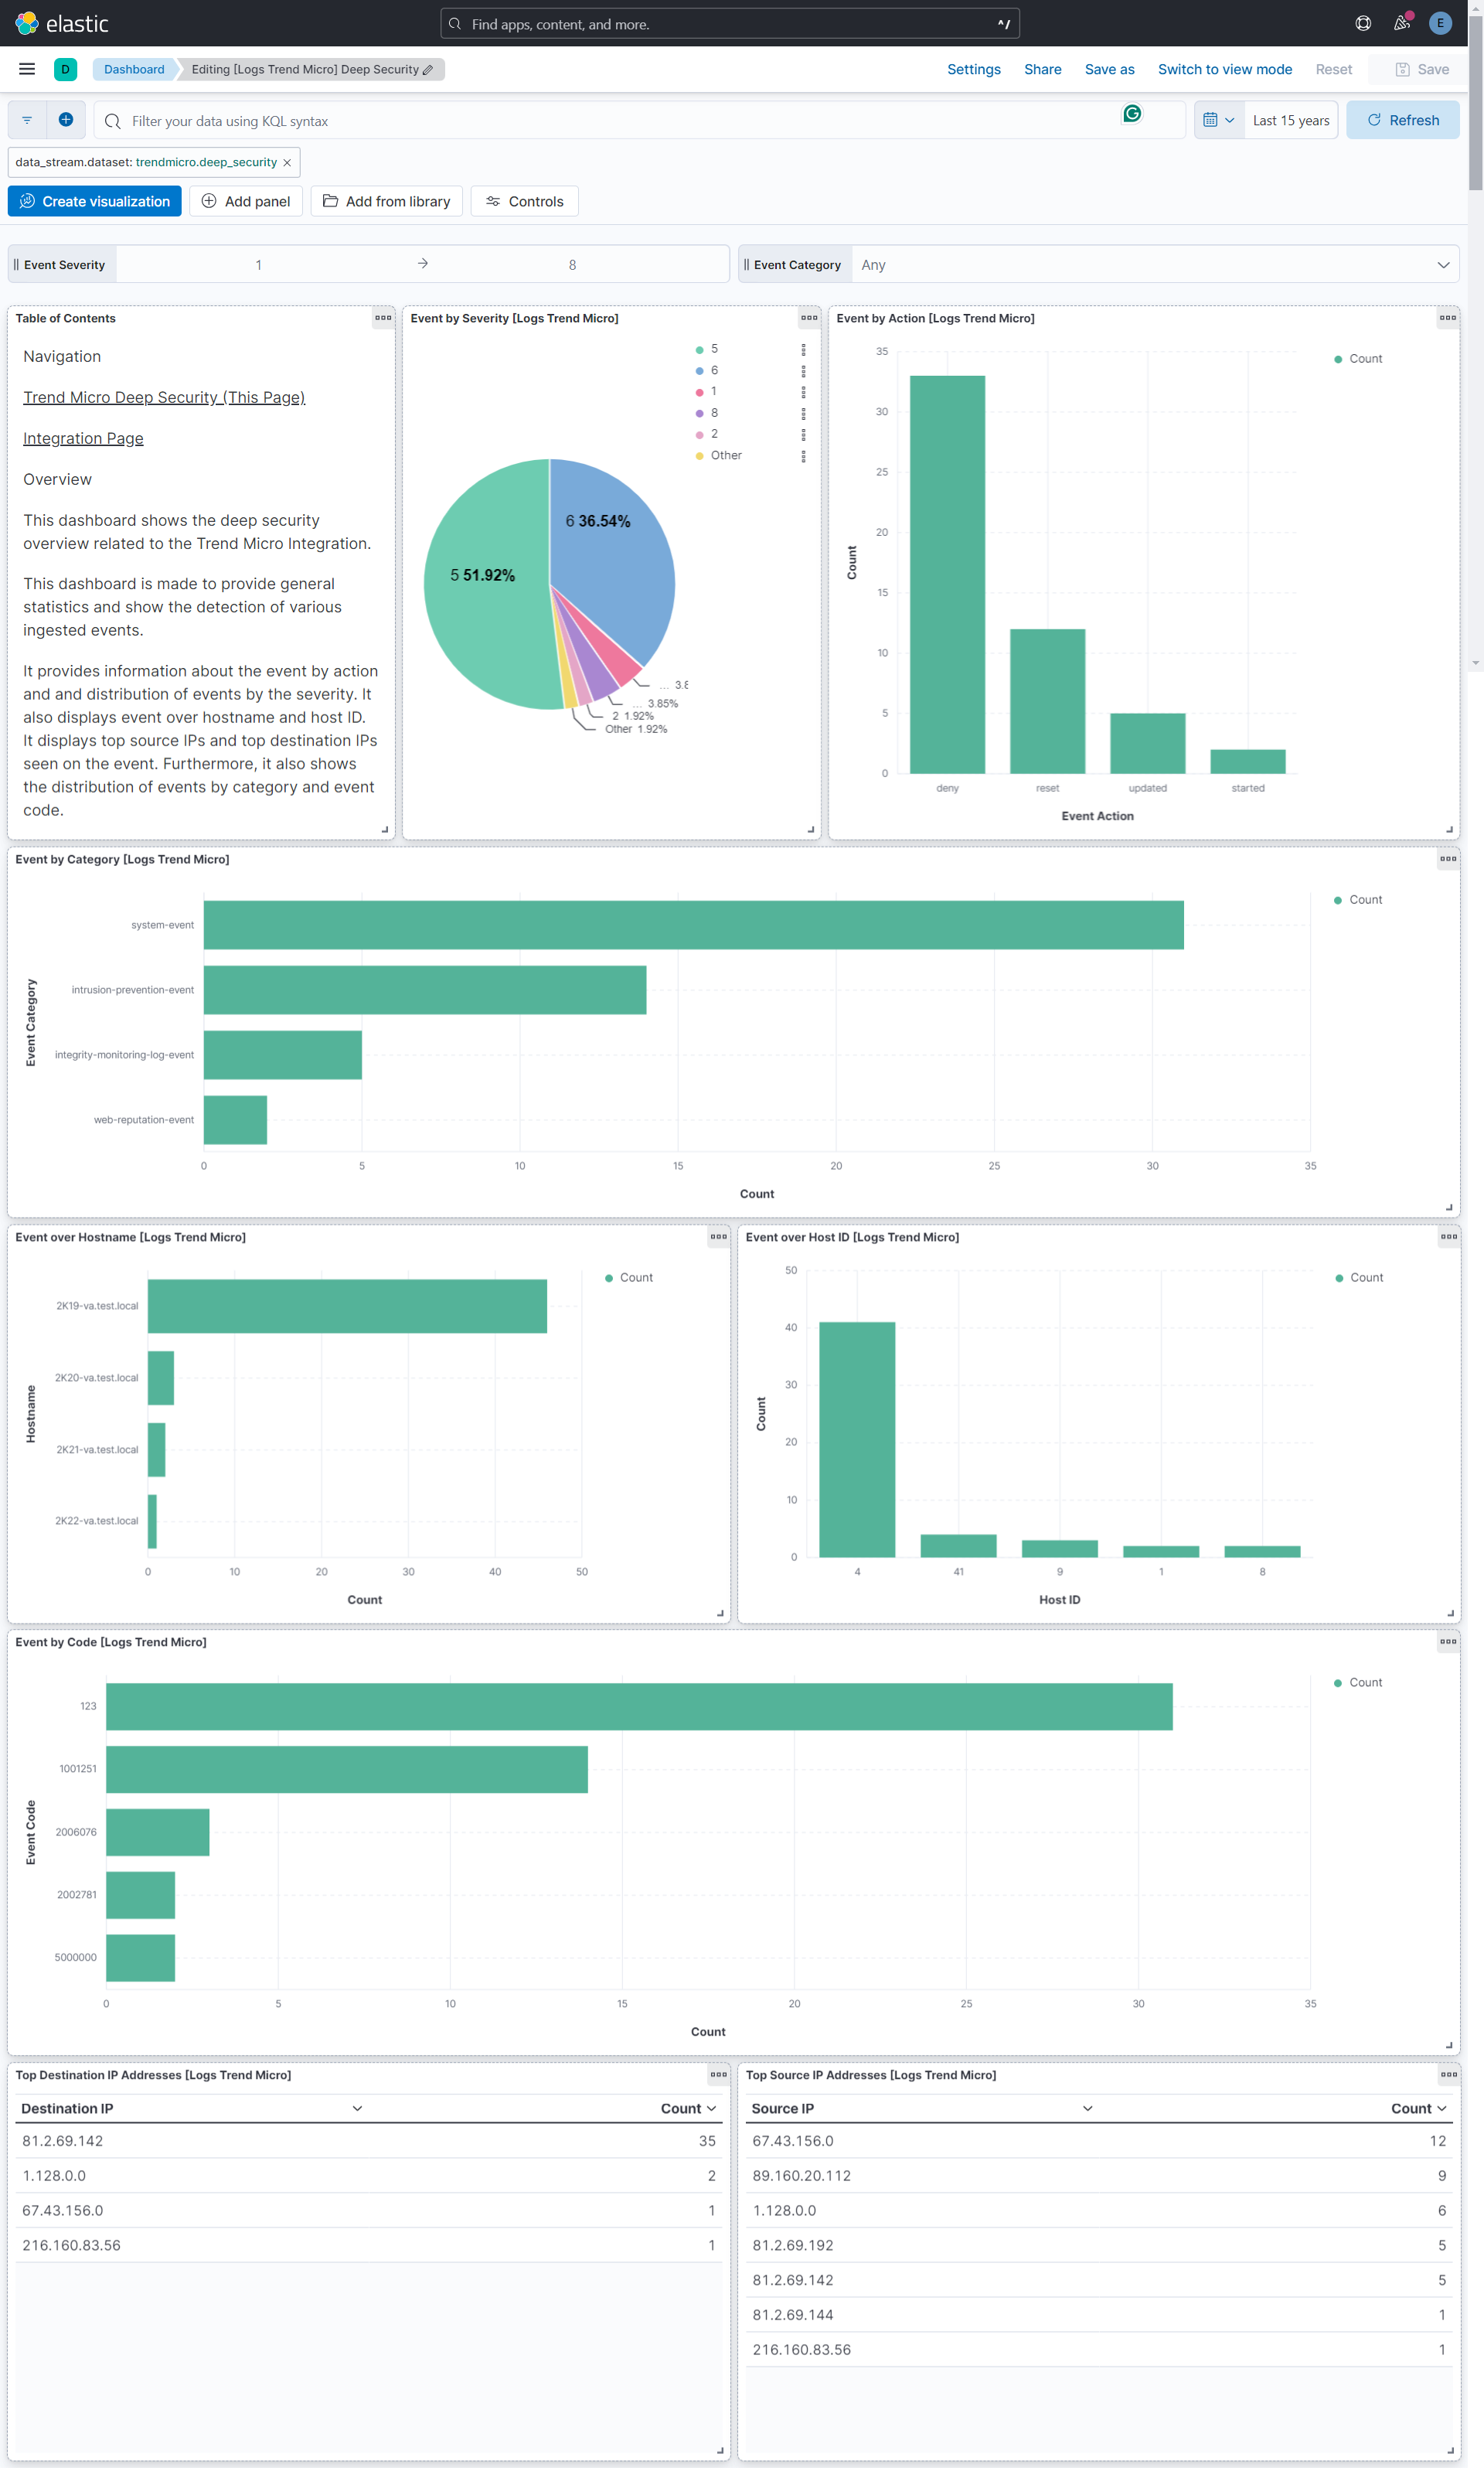 elastic
Find apps, content, and more.
^/
E
D
Dashboard
Editing [Logs Trend Micro] Deep Security
Settings
Share
Save as
Switch to view mode
Reset
Save
Filter your data using KQL syntax
Last 15 years
Refresh
data_stream.dataset: trendmicro.deep_security ×
Create visualization
Add panel
Add from library
Controls
Event Severity
1
→
8
Event Category
Any
Table of Contents
Navigation
Trend Micro Deep Security (This Page)
Integration Page
Overview
This dashboard shows the deep security
overview related to the Trend Micro Integration.
This dashboard is made to provide general
statistics and show the detection of various
ingested events.
It provides information about the event by action
and and distribution of events by the severity. It
also displays event over hostname and host ID.
It displays top source IPs and top destination IPs
seen on the event. Furthermore, it also shows
the distribution of events by category and event
code.
Event by Severity [Logs Trend Micro]
5
6
1
8
2
Other
6 36.54%
5 51.92%
... 3.8
... 3.85%
2 1.92%
Other 1.92%
Event by Action [Logs Trend Micro]
Count
35
30
25
20
15
10
5
0
Count
deny
reset
updated
started
Event Action
Event by Category [Logs Trend Micro]
Count
Event Category
system-event
intrusion-prevention-event
integrity-monitoring-log-event
web-reputation-event
0
5
10
15
20
25
30
35
Count
Event over Hostname [Logs Trend Micro]
Count
Hostname
2K19-va.test.local
2K20-va.test.local
2K21-va.test.local
2K22-va.test.local
0
10
20
30
40
50
Count
Event over Host ID [Logs Trend Micro]
Count
50
40
30
20
10
0
Count
4
41
9
1
8
Host ID
Event by Code [Logs Trend Micro]
Count
Event Code
123
1001251
2006076
2002781
5000000
0
5
10
15
20
25
30
35
Count
Top Destination IP Addresses [Logs Trend Micro]
Destination IP
Count
81.2.69.142
35
1.128.0.0
2
67.43.156.0
1
216.160.83.56
1
Top Source IP Addresses [Logs Trend Micro]
Source IP
Count
67.43.156.0
12
89.160.20.112
9
1.128.0.0
6
81.2.69.192
5
81.2.69.142
5
81.2.69.144
1
216.160.83.56
1